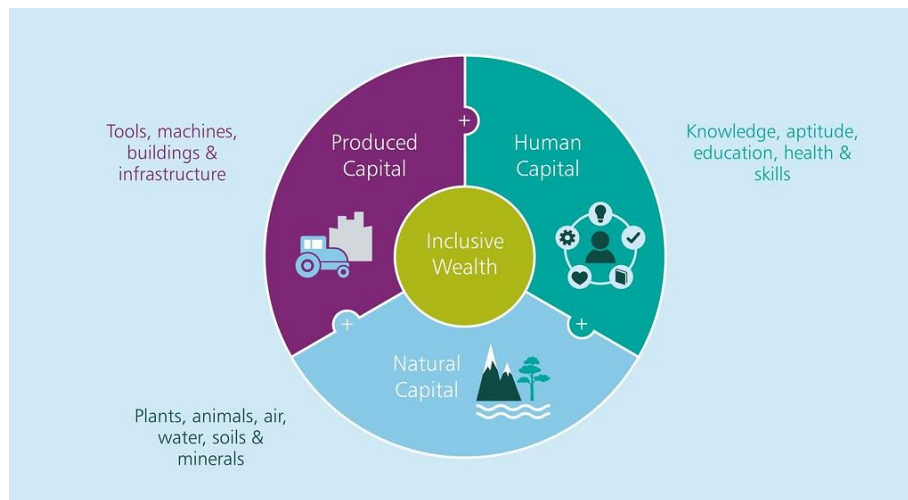 Tools, machines,
buildings &
infrastructure
Produced
Capital
+
Human
Capital
Knowledge, aptitude,
education, health &
skills
Inclusive
Wealth
+
+
Natural
Capital
Plants, animals, air,
water, soils &
minerals